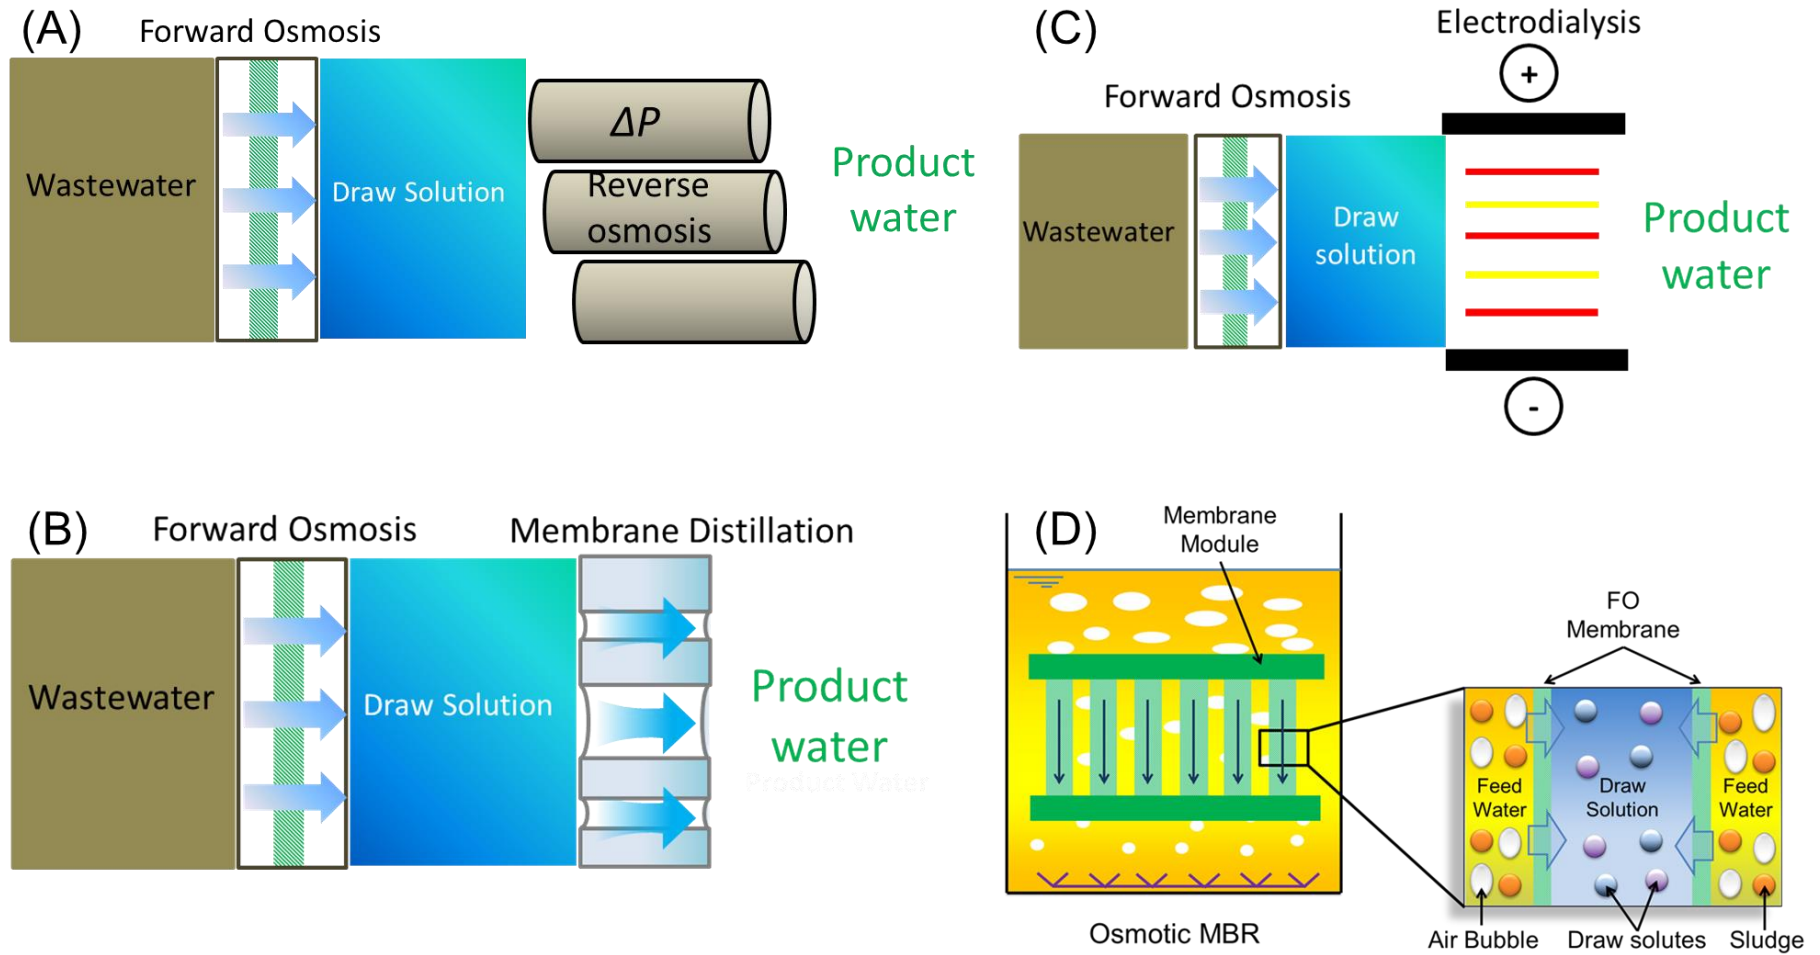 (A)
Forward Osmosis
Wastewater
Draw Solution
ΔP
Reverse
osmosis
Product
water
(C)
Electrodialysis
+
Forward Osmosis
Wastewater
Draw
solution
Product
water
-
(B)
Forward Osmosis
Membrane Distillation
Wastewater
Draw Solution
Product
water
Product Water
(D)
Membrane
Module
FO
Membrane
Feed
Water
Draw
Solution
Feed
Water
Air Bubble
Draw solutes
Sludge
Osmotic MBR